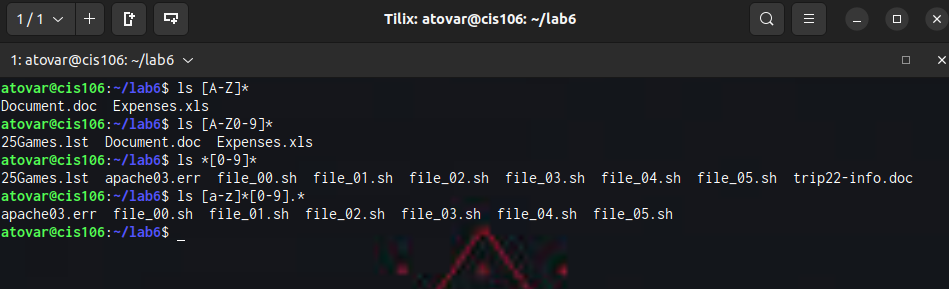 1 / 1
Tilix: atovar@cis106: ~/lab6
1: atovar@cis106: ~/lab6
atovar@cis106:~/lab6$ ls [A-Z]*
Document.doc  Expenses.xls
atovar@cis106:~/lab6$ ls [A-Z0-9]*
25Games.lst  Document.doc  Expenses.xls
atovar@cis106:~/lab6$ ls *[0-9]*
25Games.lst  apache03.err  file_00.sh  file_01.sh  file_02.sh  file_03.sh  file_04.sh  file_05.sh  trip22-info.doc
atovar@cis106:~/lab6$ ls [a-z]*[0-9].*
apache03.err  file_00.sh  file_01.sh  file_02.sh  file_03.sh  file_04.sh  file_05.sh
atovar@cis106:~/lab6$ _